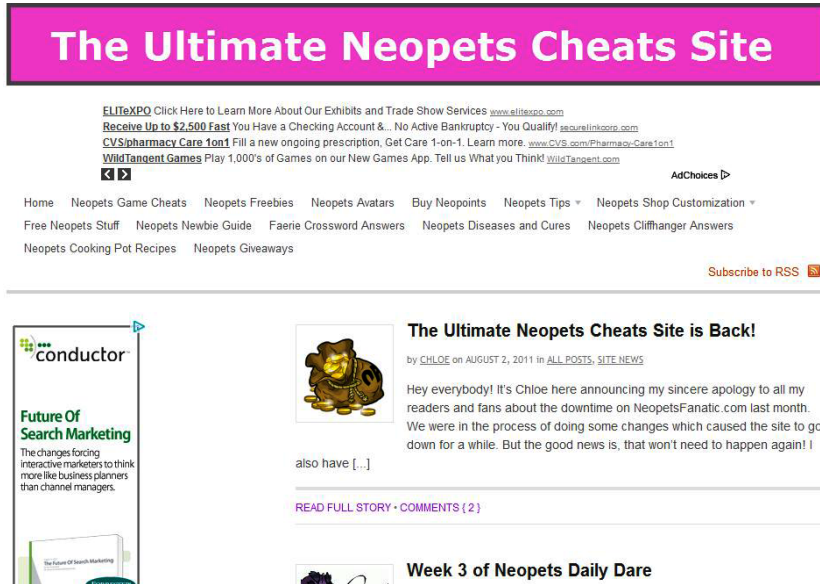 The Ultimate Neopets Cheats Site
ELITeXPO Click Here to Learn More About Our Exhibits and Trade Show Services www.elitexpo.com
Receive Up to $2,500 Fast You Have a Checking Account &... No Active Bankruptcy - You Qualify! securelinkcorp.com
CVS/pharmacy Care 1on1 Fill a new ongoing prescription, Get Care 1-on-1. Learn more. www.CVS.com/Pharmacy-Care1on1
WildTangent Games Play 1,000's of Games on our New Games App. Tell us What you Think! WildTangent.com
AdChoices
Home Neopets Game Cheats Neopets Freebies Neopets Avatars Buy Neopoints Neopets Tips Neopets Shop Customization
Free Neopets Stuff Neopets Newbie Guide Faerie Crossword Answers Neopets Diseases and Cures Neopets Cliffhanger Answers
Neopets Cooking Pot Recipes Neopets Giveaways
Subscribe to RSS
conductor
Future Of
Search Marketing
The changes forcing
interactive marketers to think
more like business planners
than channel managers.
The Future Of Search Marketing
The Ultimate Neopets Cheats Site is Back!
by CHLOE on AUGUST 2, 2011 in ALL POSTS, SITE NEWS
Hey everybody! It's Chloe here announcing my sincere apology to all my
readers and fans about the downtime on NeopetsFanatic.com last month.
We were in the process of doing some changes which caused the site to go
down for a while. But the good news is, that won't need to happen again! I
also have [...]
READ FULL STORY • COMMENTS { 2 }
Week 3 of Neopets Daily Dare